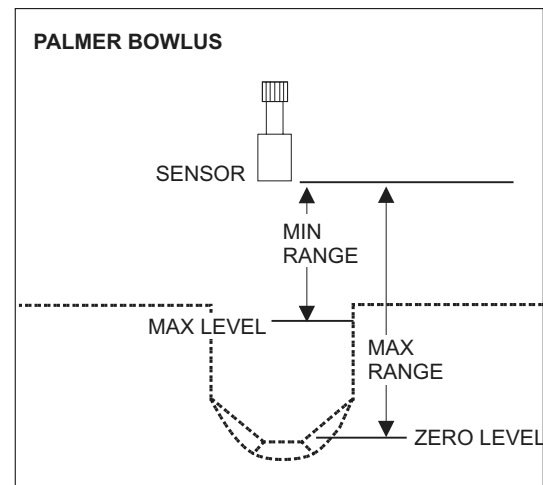 PALMER BOWLUS
SENSOR
MIN
RANGE
MAX LEVEL
MAX
RANGE
ZERO LEVEL